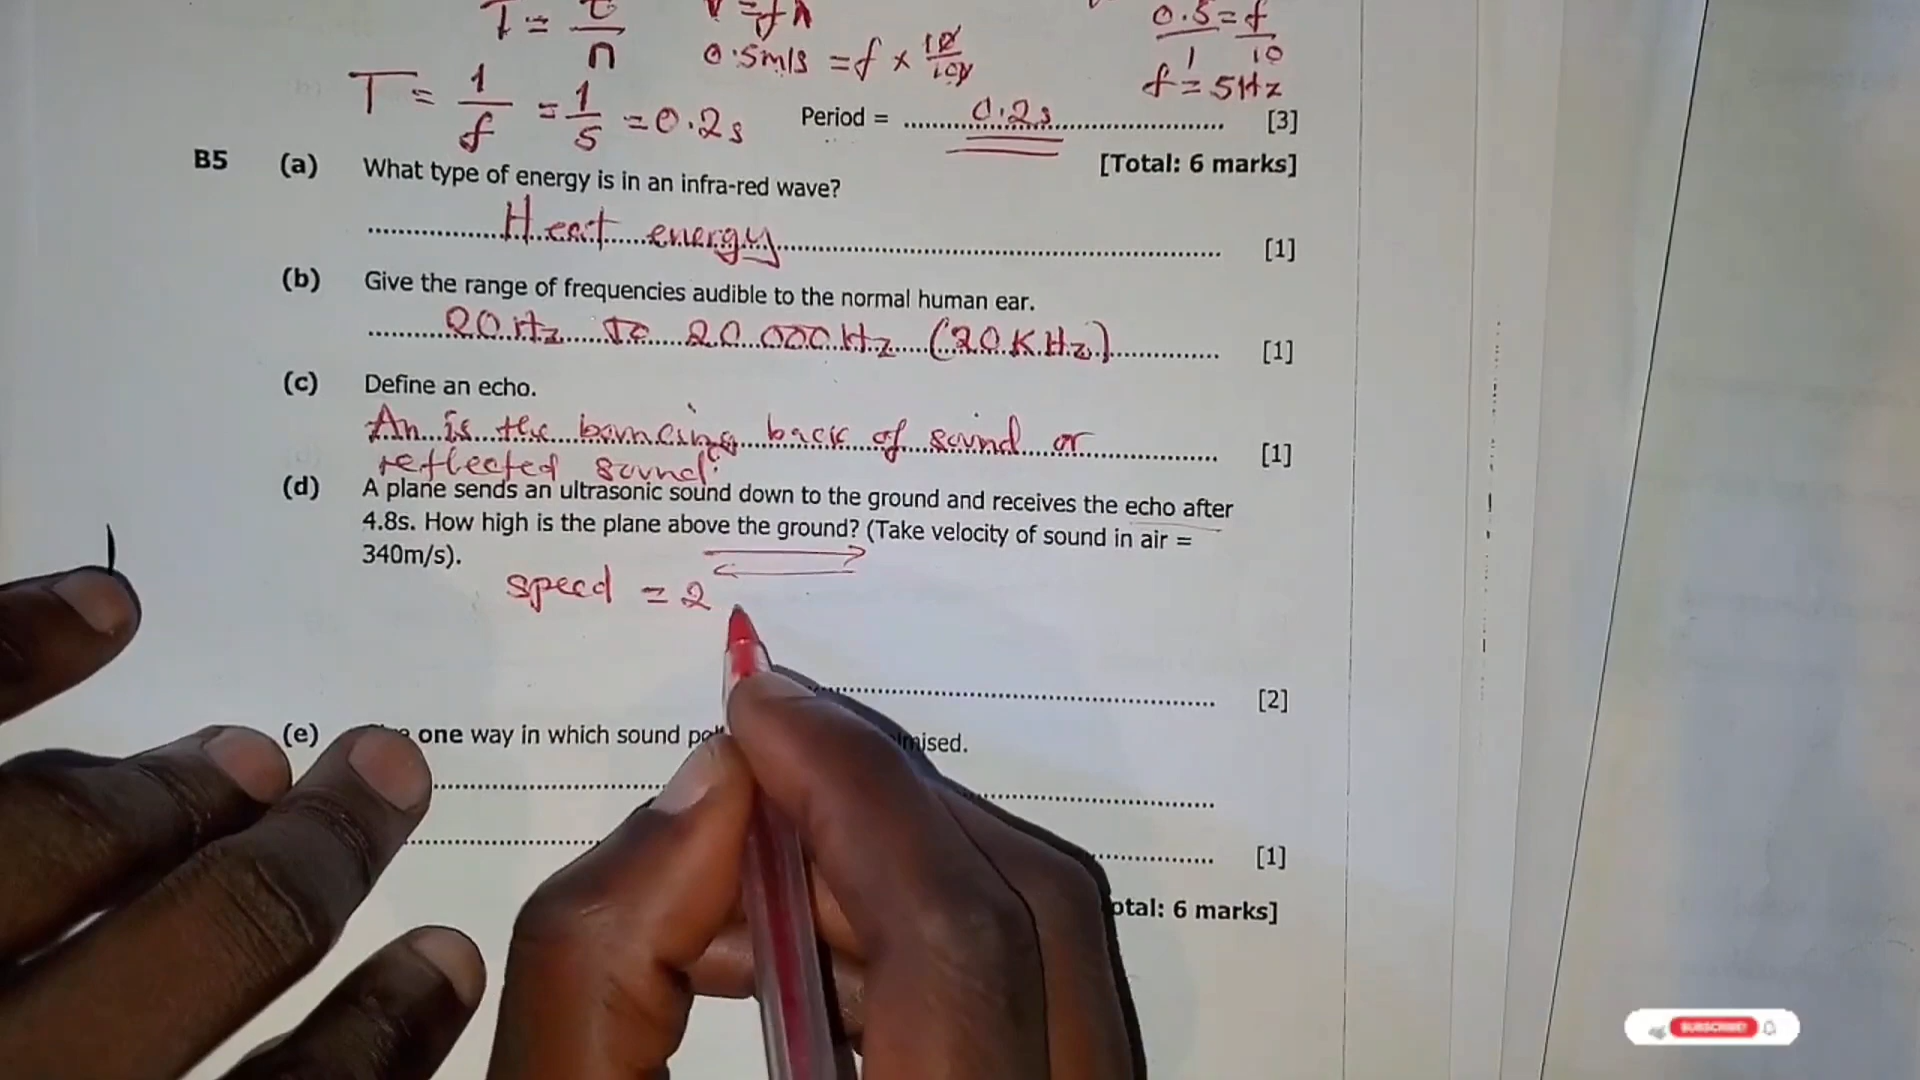 T = t/n
v = fλ
0.5m/s = f × 10/100
0.5/1 = f/10
f = 5Hz
T = 1/f = 1/5 = 0.2s
Period = 0.2s [3]
[Total: 6 marks]
B5 (a) What type of energy is in an infra-red wave?
Heat energy [1]
(b) Give the range of frequencies audible to the normal human ear.
20Hz to 20 000Hz (20KHz) [1]
(c) Define an echo.
An is the bouncing back of sound or [1]
reflected sound.
(d) A plane sends an ultrasonic sound down to the ground and receives the echo after
4.8s. How high is the plane above the ground? (Take velocity of sound in air =
340m/s).
speed = 2
[2]
(e) one way in which sound
[1]
6 marks]
SUBSCRIBE!